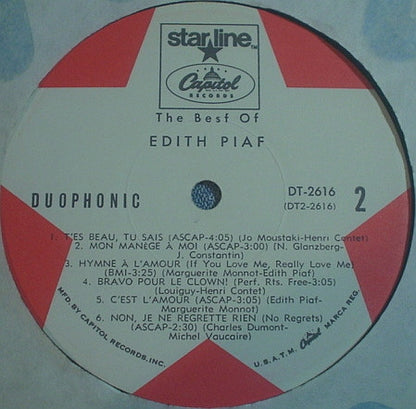 starline™
Capitol
RECORDS
The Best Of
EDITH PIAF
DUOPHONIC
DT-2616
(DT2-2616)
2
1. T'ES BEAU, TU SAIS (ASCAP-4:05) (Jo Moustaki-Henri Contet)
2. MON MANEGE À MOI (ASCAP-3:00) (N. Glanzberg-
J. Constantin)
3. HYMNE À L'AMOUR (If You Love Me, Really Love Me)
(BMI-3:25) (Marguerite Monnot-Edith Piaf)
4. BRAVO POUR LE CLOWN! (Perf. Rts. Free-3:05)
(Louiguy-Henri Contet)
5. C'EST L'AMOUR (ASCAP-3:05) (Edith Piaf-
Marguerite Monnot)
6. NON, JE NE REGRETTE RIEN (No Regrets)
(ASCAP-2:30) (Charles Dumont-
Michel Vaucaire)
MFD. BY CAPITOL RECORDS, INC.
U.S.A. T.M. Capitol MARCA REG.